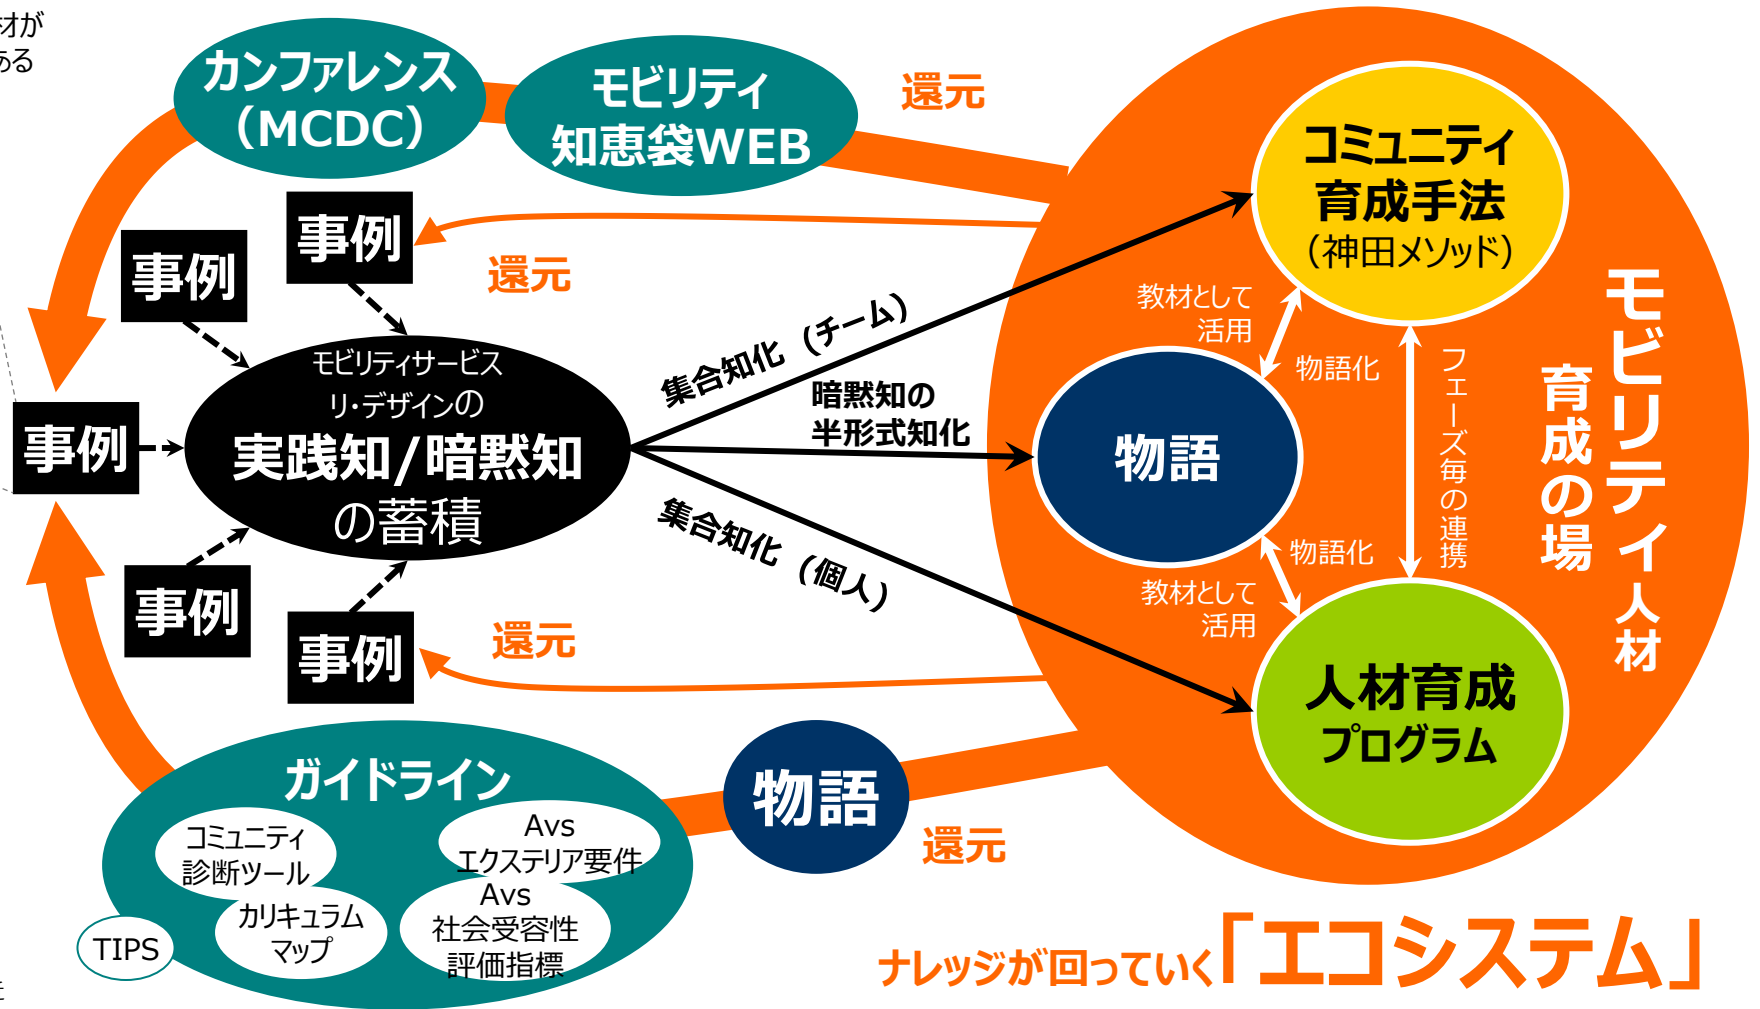 材が
ある
カンファレンス
（MCDC）
モビリティ
知恵袋WEB
還元
コミュニティ
育成手法
（神田メソッド）
事例
事例
還元
教材として
活用
物語化
集合知化（チーム）
モビリティサービス
リ・デザインの
実践知/暗黙知
の蓄積
事例
暗黙知の
半形式知化
物語
フェーズ毎の連携
モビリティ人材
育成の場
集合知化（個人）
物語化
教材として
活用
事例
事例
還元
人材育成
プログラム
ガイドライン
コミュニティ
診断ツール
Avs
エクステリア要件
カリキュラム
マップ
Avs
社会受容性
評価指標
TIPS
物語
還元
ナレッジが回っていく「エコシステム」